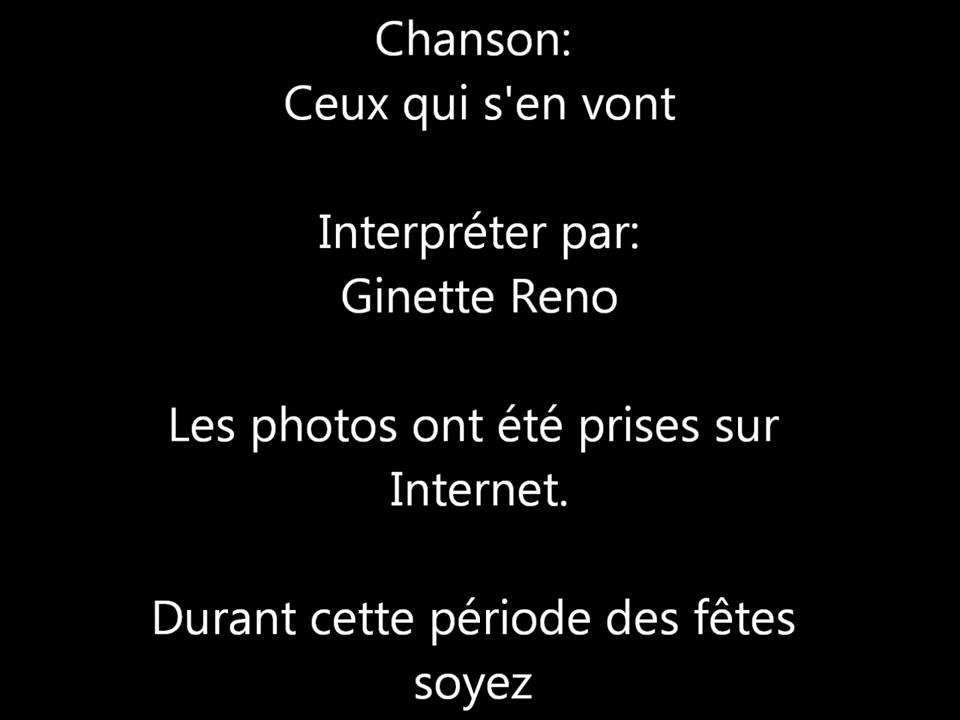 Chanson:
Ceux qui s'en vont
Interpréter par:
Ginette Reno
Les photos ont été prises sur
Internet.
Durant cette période des fêtes
soyez